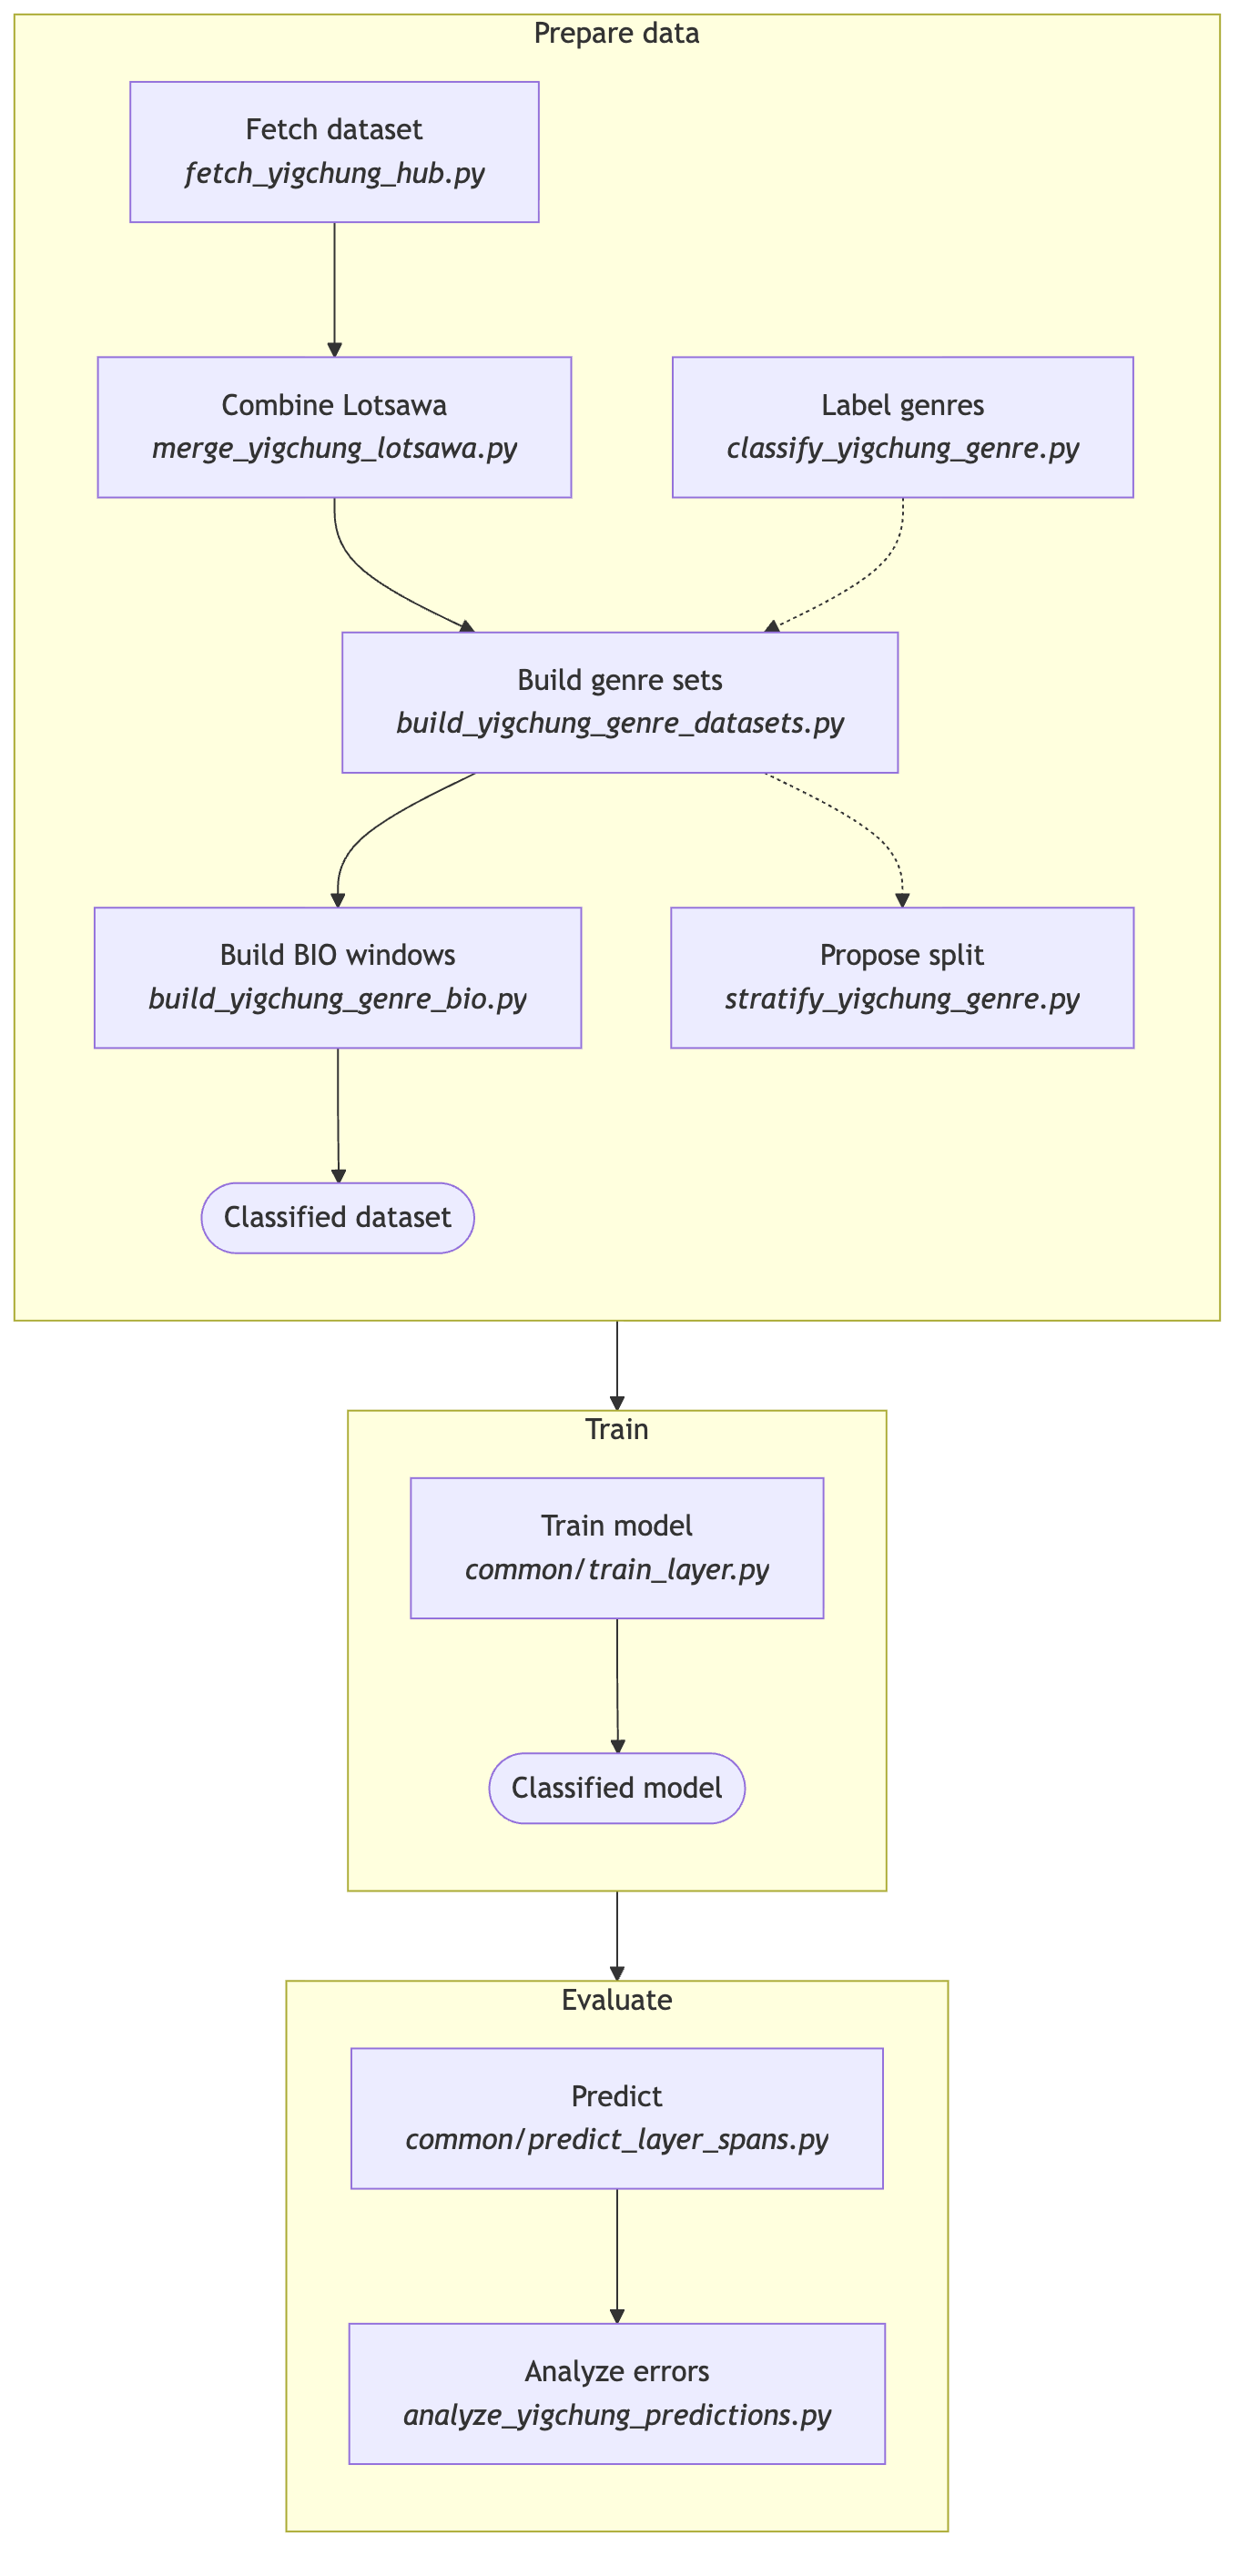 Prepare data
Fetch dataset
fetch_yigchung_hub.py
Combine Lotsawa
merge_yigchung_lotsawa.py
Label genres
classify_yigchung_genre.py
Build genre sets
build_yigchung_genre_datasets.py
Build BIO windows
build_yigchung_genre_bio.py
Propose split
stratify_yigchung_genre.py
Classified dataset
Train
Train model
common/train_layer.py
Classified model
Evaluate
Predict
common/predict_layer_spans.py
Analyze errors
analyze_yigchung_predictions.py